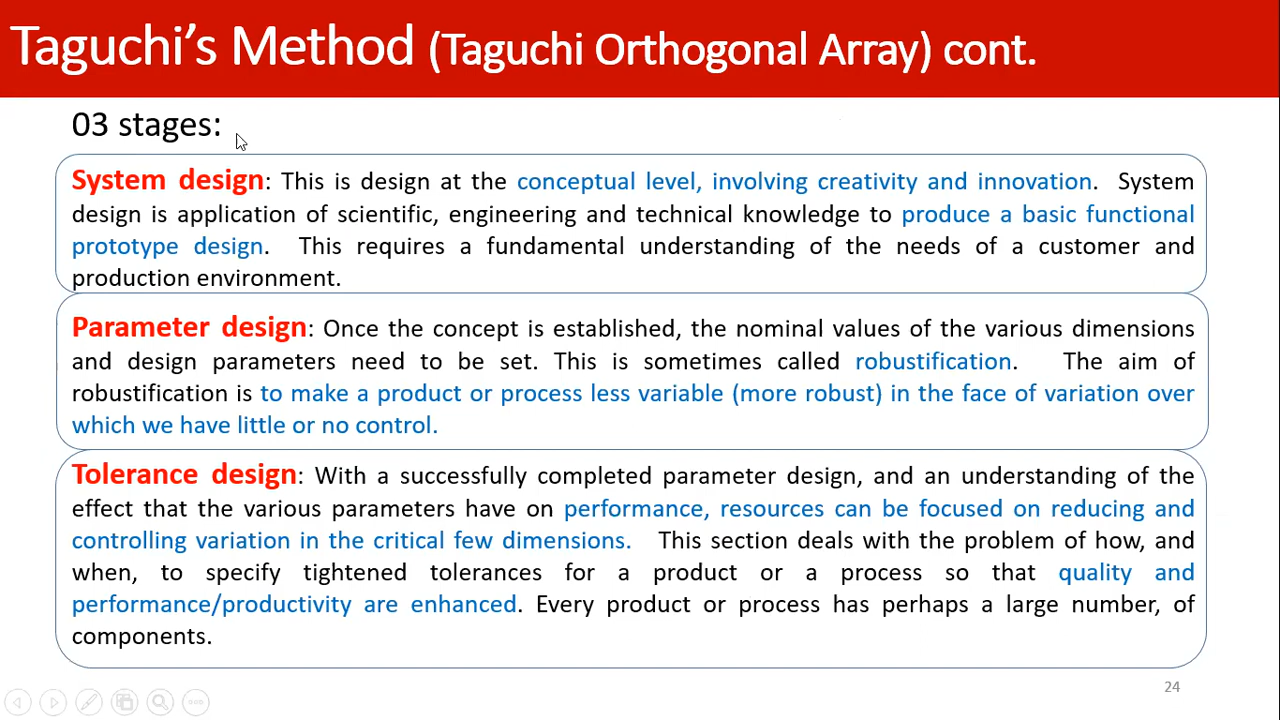 Taguchi's Method (Taguchi Orthogonal Array) cont.
03 stages:
System design: This is design at the conceptual level, involving creativity and innovation. System
design is application of scientific, engineering and technical knowledge to produce a basic functional
prototype design. This requires a fundamental understanding of the needs of a customer and
production environment.
Parameter design: Once the concept is established, the nominal values of the various dimensions
and design parameters need to be set. This is sometimes called robustification. The aim of
robustification is to make a product or process less variable (more robust) in the face of variation over
which we have little or no control.
Tolerance design: With a successfully completed parameter design, and an understanding of the
effect that the various parameters have on performance, resources can be focused on reducing and
controlling variation in the critical few dimensions. This section deals with the problem of how, and
when, to specify tightened tolerances for a product or a process so that quality and
performance/productivity are enhanced. Every product or process has perhaps a large number, of
components.
24